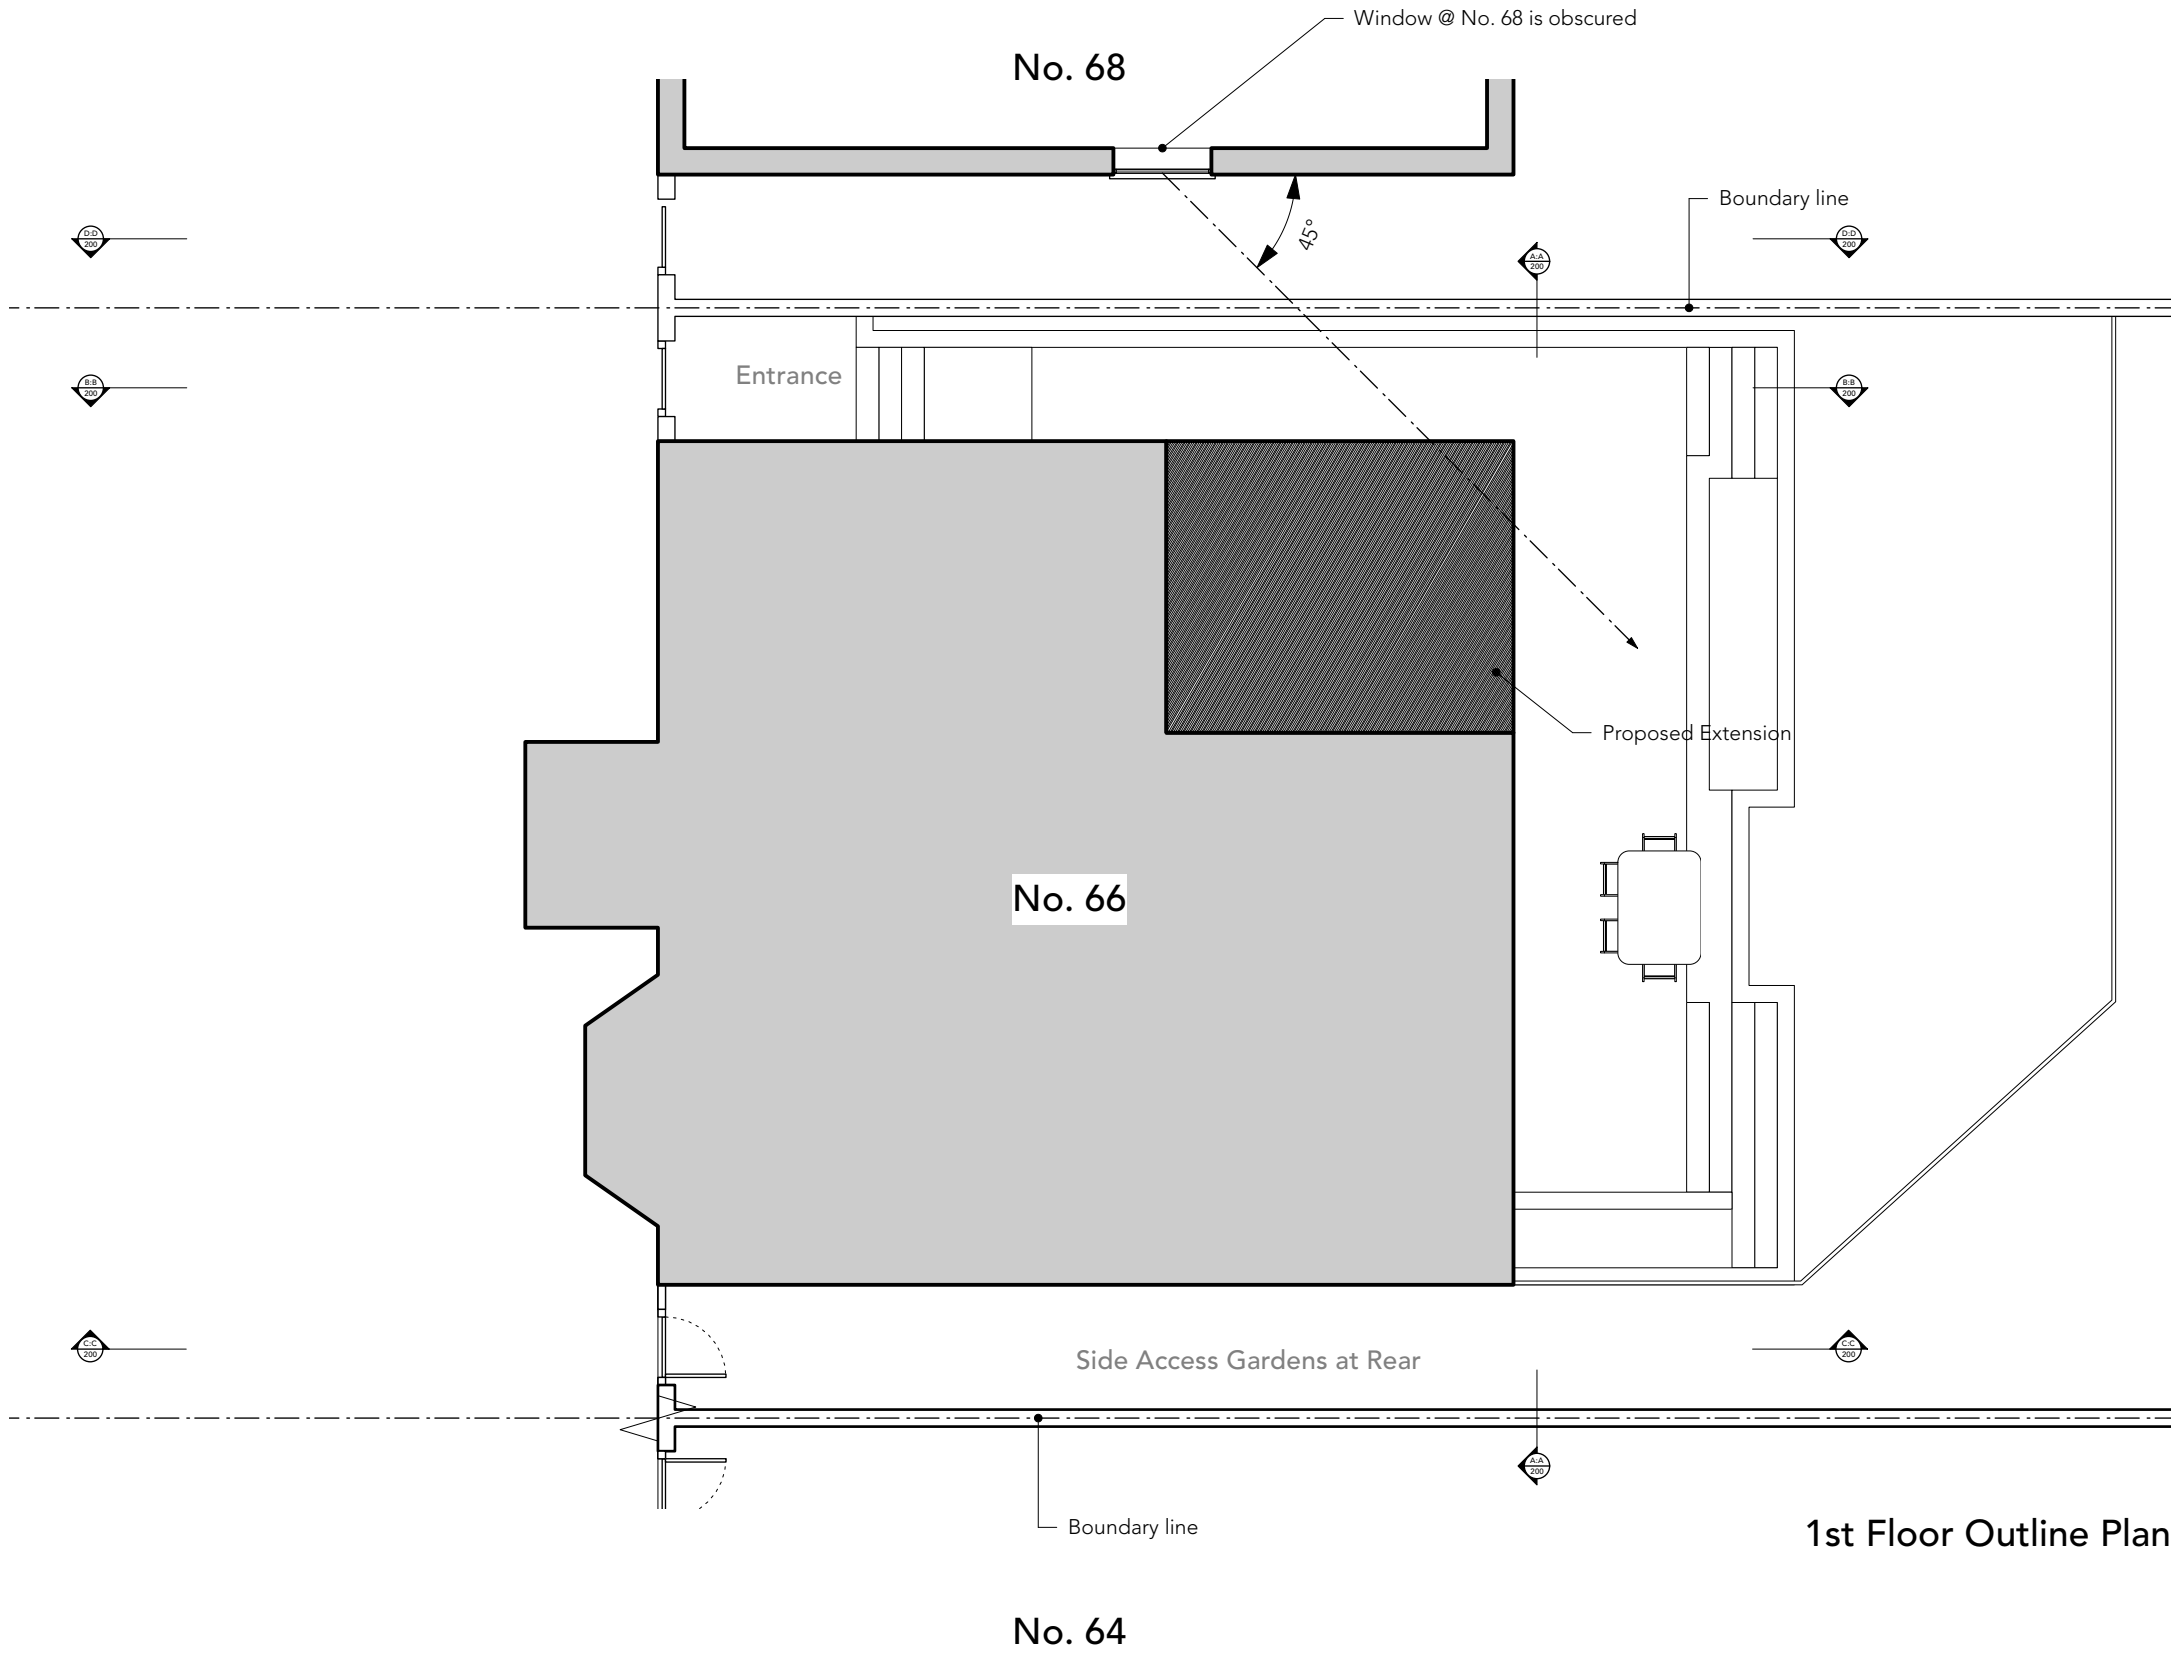 Window @ No. 68 is obscured
No. 68
Boundary line
D:D
200
D:D
200
45°
A:A
200
Entrance
B:B
200
B:B
200
Proposed Extension
No. 66
C:C
200
Side Access Gardens at Rear
C:C
200
A:A
200
Boundary line
1st Floor Outline Plan
No. 64